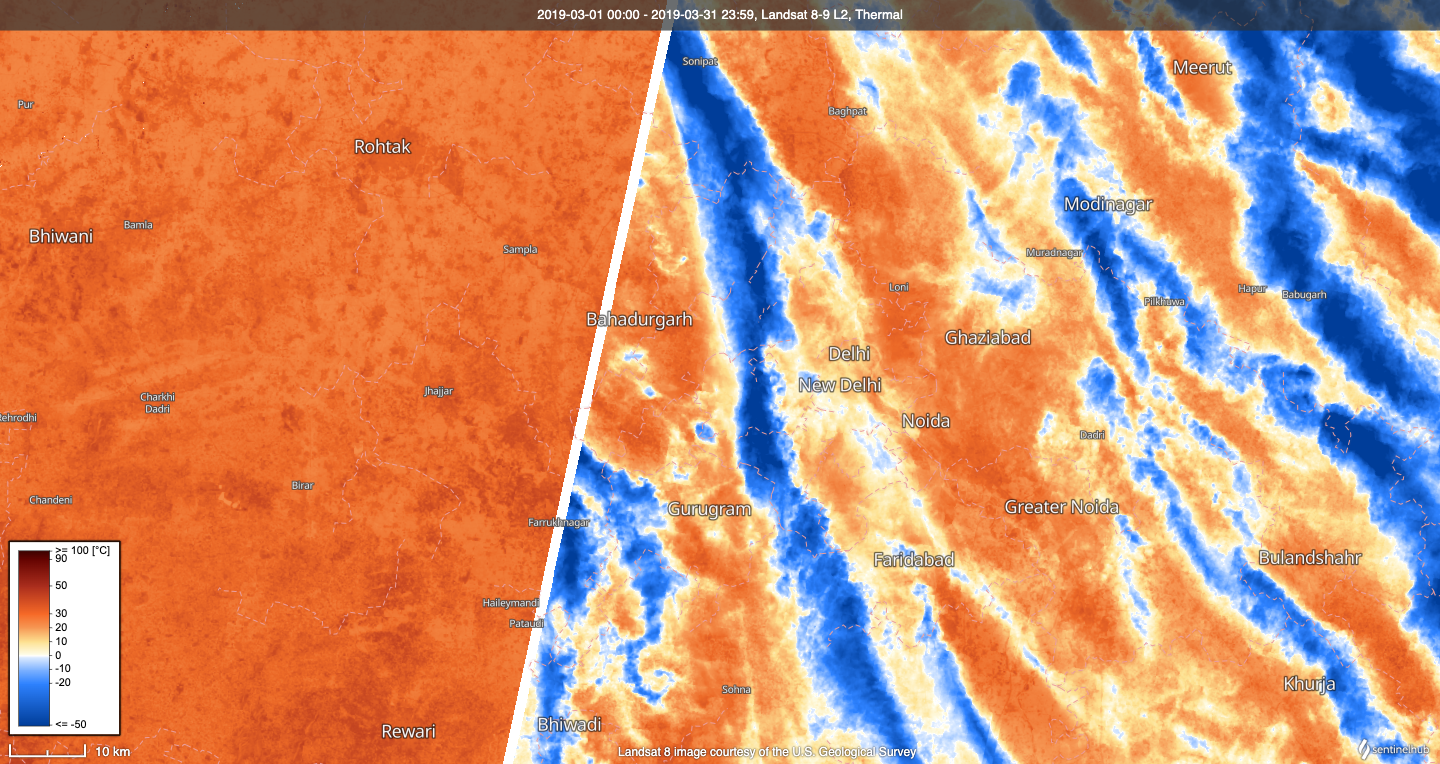 2019-03-01 00:00 - 2019-03-31 23:59, Landsat 8-9 L2, Thermal
Sonipat
Meerut
Pur
Baghpat
Rohtak
Modinagar
Bamla
Bhiwani
Sampla
Muradnagar
Loni
Hapur
Babugarh
Pilkhuwa
Bahadurgarh
Ghaziabad
Delhi
New Delhi
Jhajjar
Charkhi
Dadri
Rehrodhi
Noida
Dadri
Birar
Chandeni
Gurugram
Greater Noida
Farrukhnagar
Faridabad
Bulandshahr
>= 100 [°C]
90
50
30
20
10
0
-10
-20
<= -50
Haileymandi
Pataudi
Khurja
Sohna
Bhiwadi
Rewari
10 km
Landsat 8 image courtesy of the U.S. Geological Survey
sentinelhub